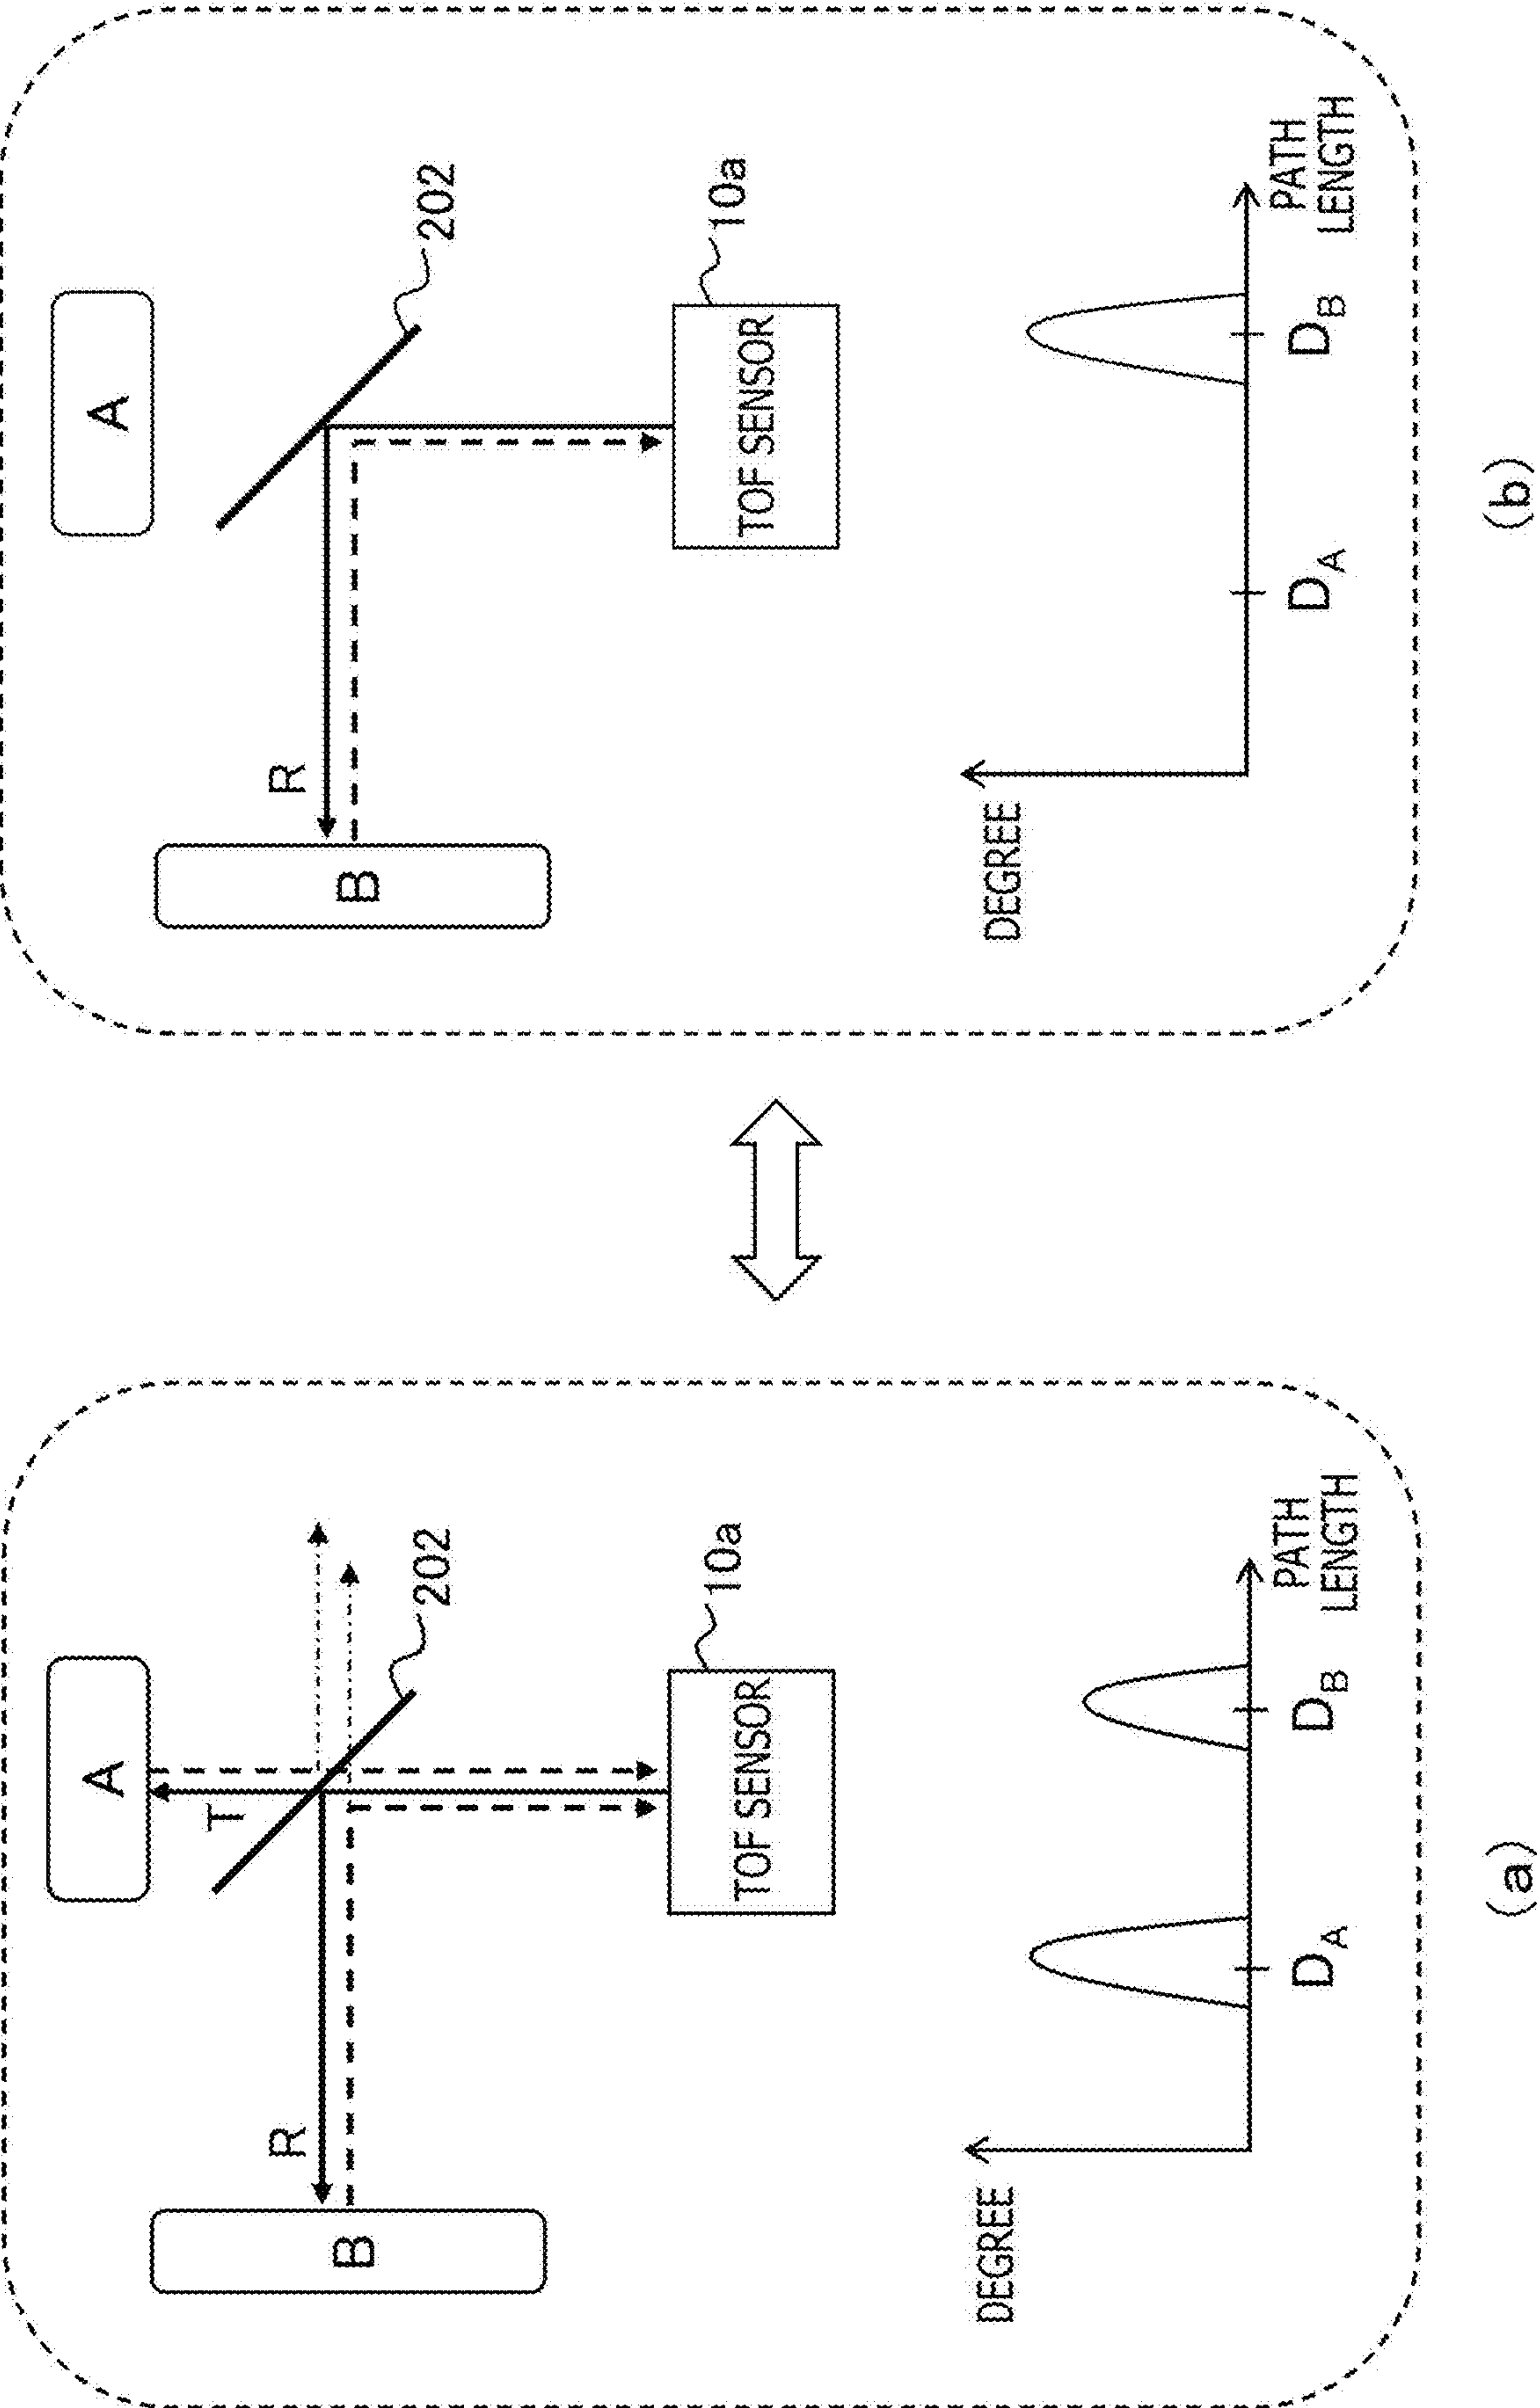 A
T
202
R
B
TOF SENSOR
10a
DEGREE
D_A
D_B
PATH
LENGTH
(a)
A
202
R
B
TOF SENSOR
10a
DEGREE
D_A
D_B
PATH
LENGTH
(b)